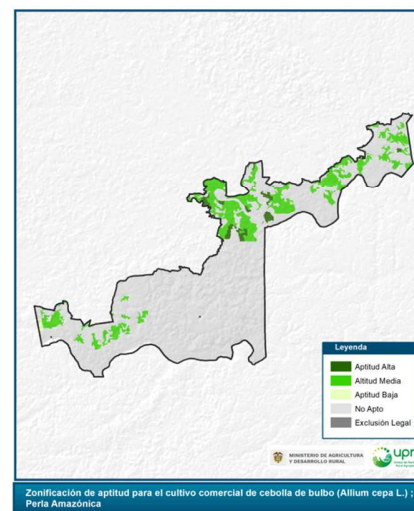 Leyenda
Aptitud Alta
Altitud Media
Aptitud Baja
No Apto
Exclusión Legal
MINISTERIO DE AGRICULTURA
Y DESARROLLO RURAL
upr
Zonificación de aptitud para el cultivo comercial de cebolla de bulbo (Allium cepa L.) ;
Perla Amazónica